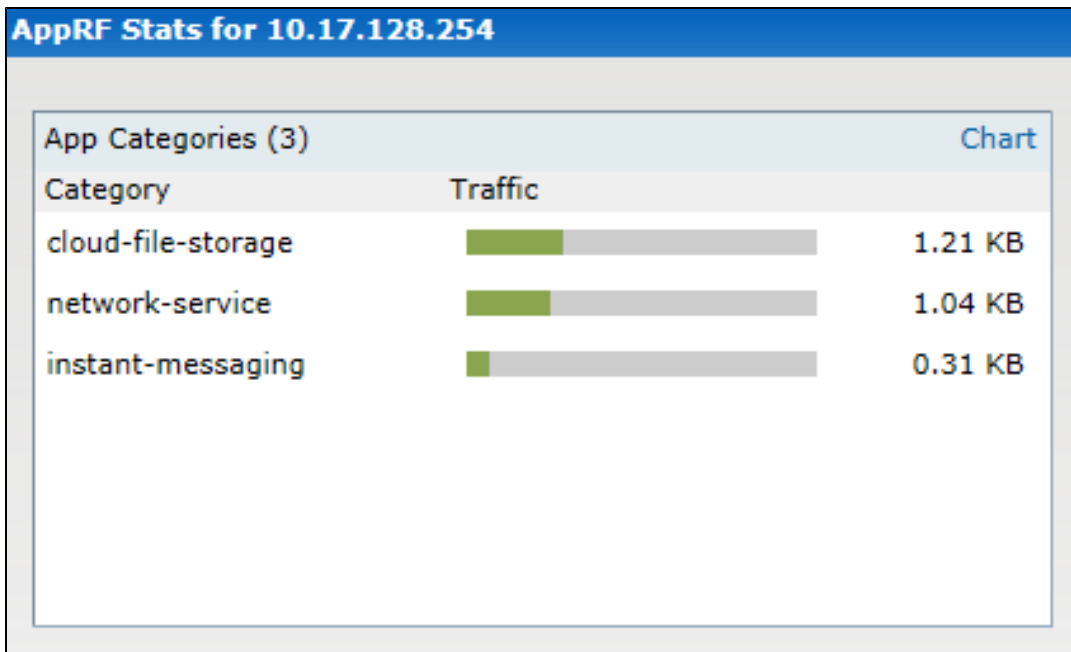 AppRF Stats for 10.17.128.254
App Categories (3) Chart
Category Traffic
cloud-file-storage 1.21 KB
network-service 1.04 KB
instant-messaging 0.31 KB